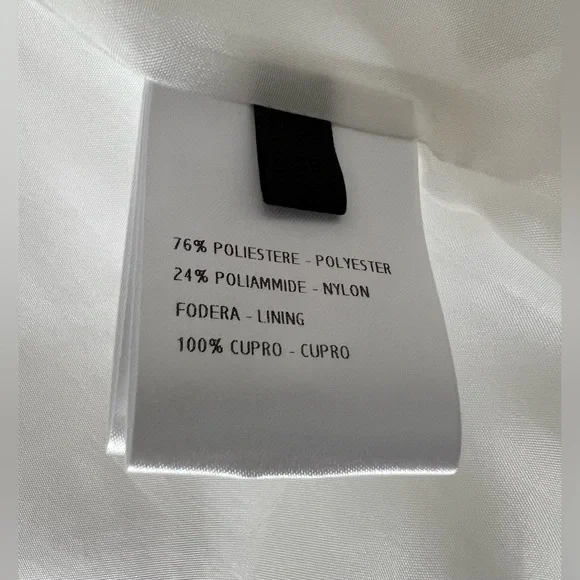 76% POLIESTERE - POLYESTER
24% POLIAMMIDE - NYLON
FODERA - LINING
100% CUPRO - CUPRO